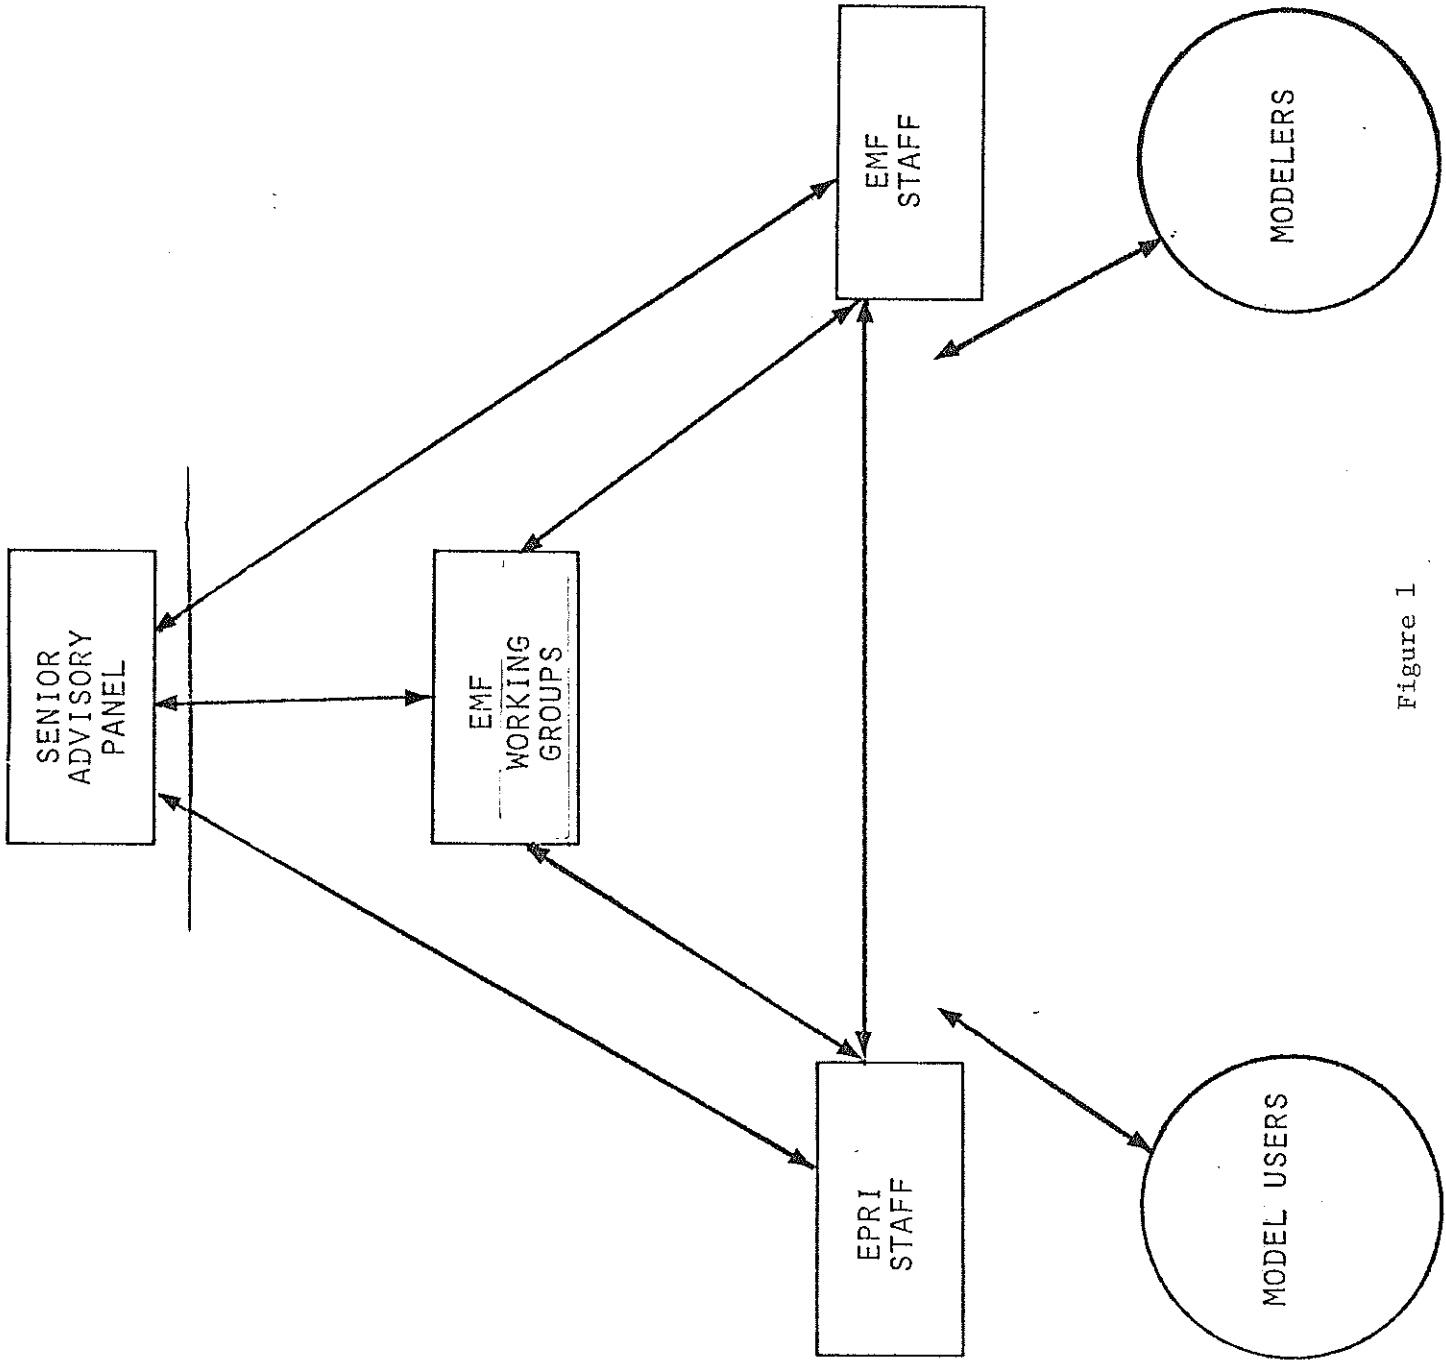 SENIOR
ADVISORY
PANEL
EMF
WORKING
GROUPS
EPRI
STAFF
EMF
STAFF
MODEL USERS
MODELERS
Figure 1